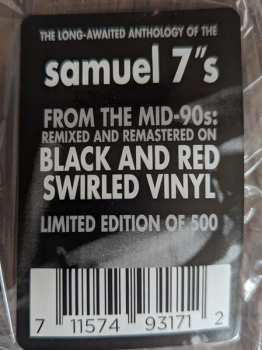 THE LONG-AWAITED ANTHOLOGY OF THE
samuel 7"s
FROM THE MID-90s:
REMIXED AND REMASTERED ON
BLACK AND RED
SWIRLED VINYL
LIMITED EDITION OF 500
7 11574 93171 2